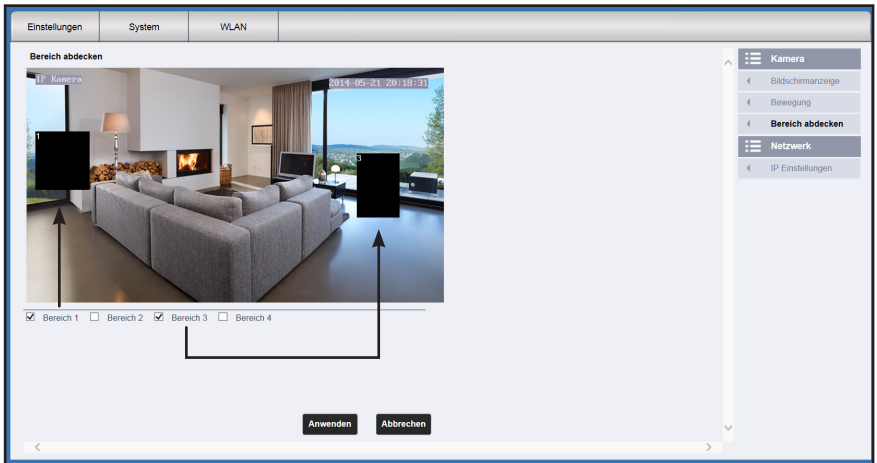 Einstellungen System WLAN
Bereich abdecken
IP Kamera 2014-05-21 20:18:31
1
3
Bereich 1 Bereich 2 Bereich 3 Bereich 4
Anwenden Abbrechen
Kamera
Bildschirmanzeige
Bewegung
Bereich abdecken
Netzwerk
IP Einstellungen